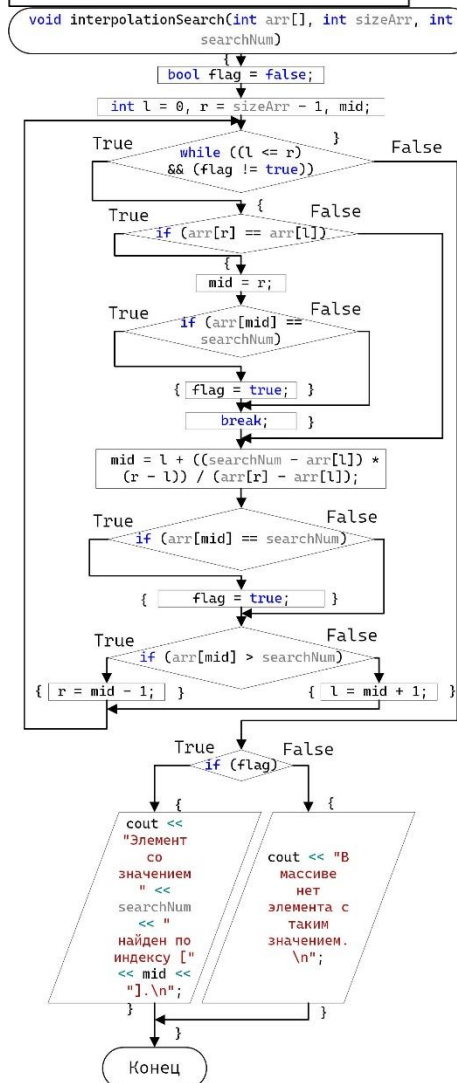 void interpolationSearch(int arr[], int sizeArr, int
searchNum)
{
bool flag = false;
int l = 0, r = sizeArr - 1, mid;
}
True
False
while ((l <= r)
&& (flag != true))
{
True
False
if (arr[r] == arr[l])
{
mid = r;
True
False
if (arr[mid] ==
searchNum)
{ flag = true; }
break; }
mid = l + ((searchNum - arr[l]) *
(r - l)) / (arr[r] - arr[l]);
True
False
if (arr[mid] == searchNum)
{ flag = true; }
True
False
if (arr[mid] > searchNum)
{ r = mid - 1; }
{ l = mid + 1; }
True
False
if (flag)
{
cout <<
"Элемент
со
значением
" <<
searchNum
<< "
найден по
индексу ["
<< mid <<
"].\n";
}
{
cout << "В
массиве
нет
элемента с
таким
значением.
\n";
}
}
Конец